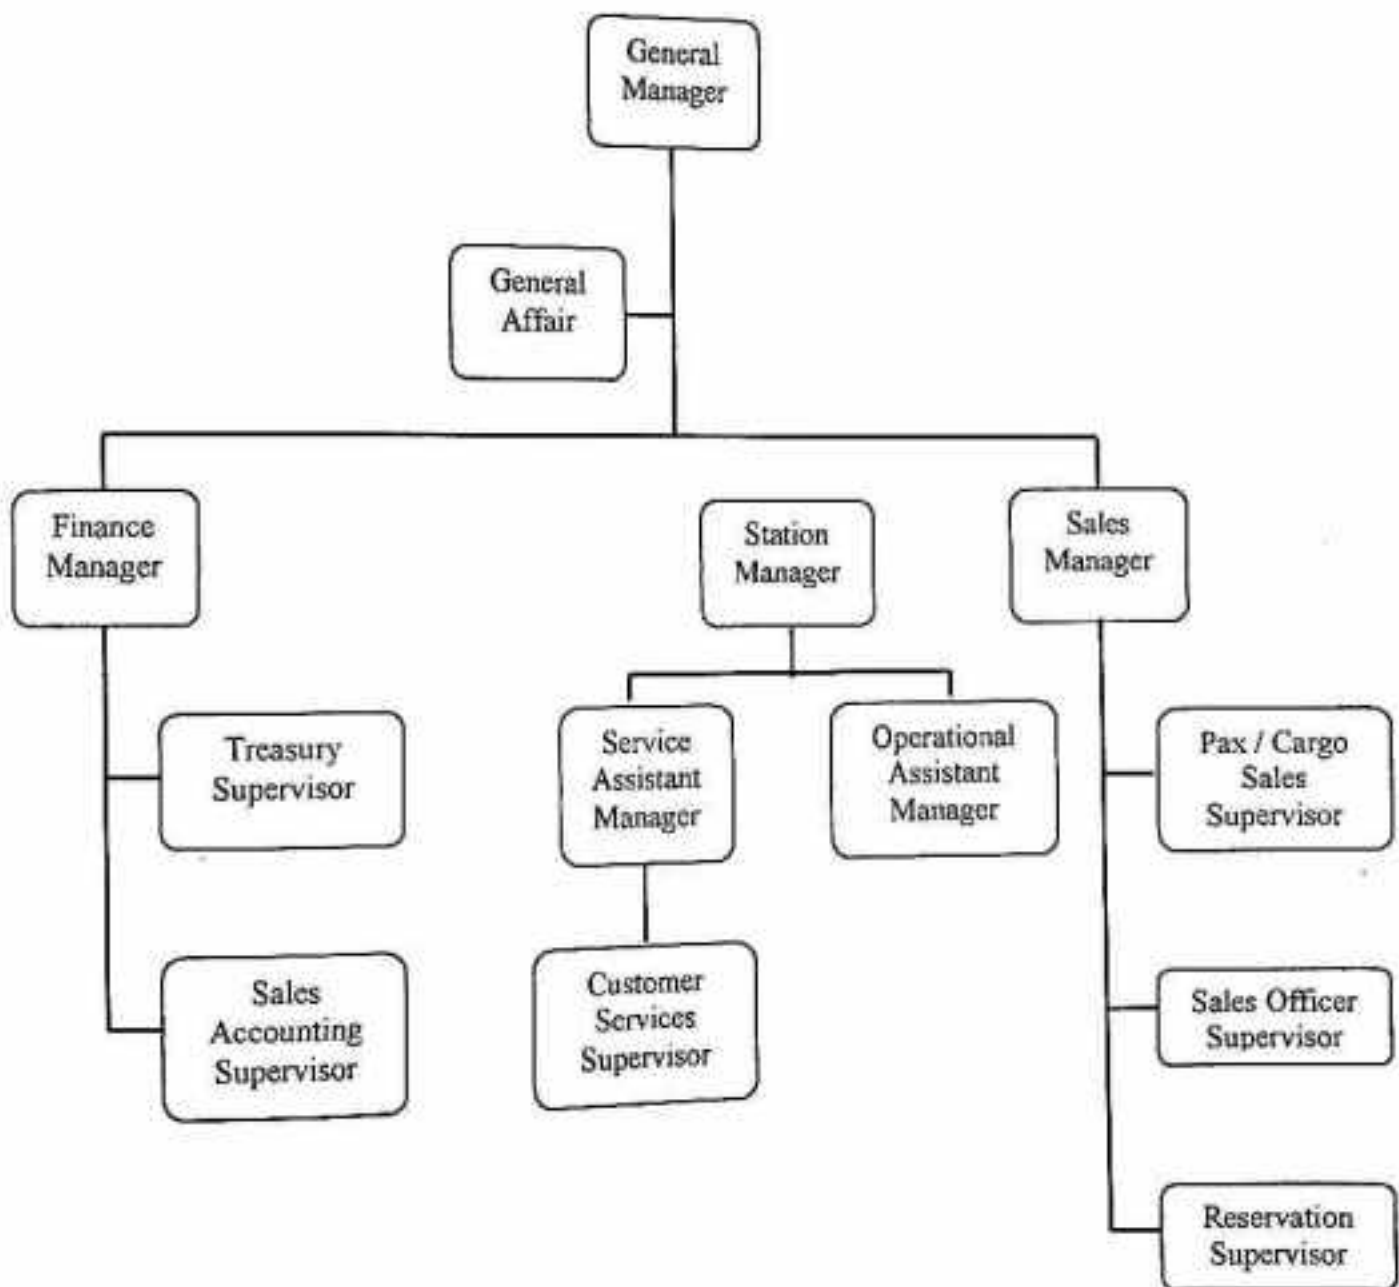 General
Manager
General
Affair
Finance
Manager
Station
Manager
Sales
Manager
Treasury
Supervisor
Service
Assistant
Manager
Operational
Assistant
Manager
Pax / Cargo
Sales
Supervisor
Sales
Accounting
Supervisor
Customer
Services
Supervisor
Sales Officer
Supervisor
Reservation
Supervisor